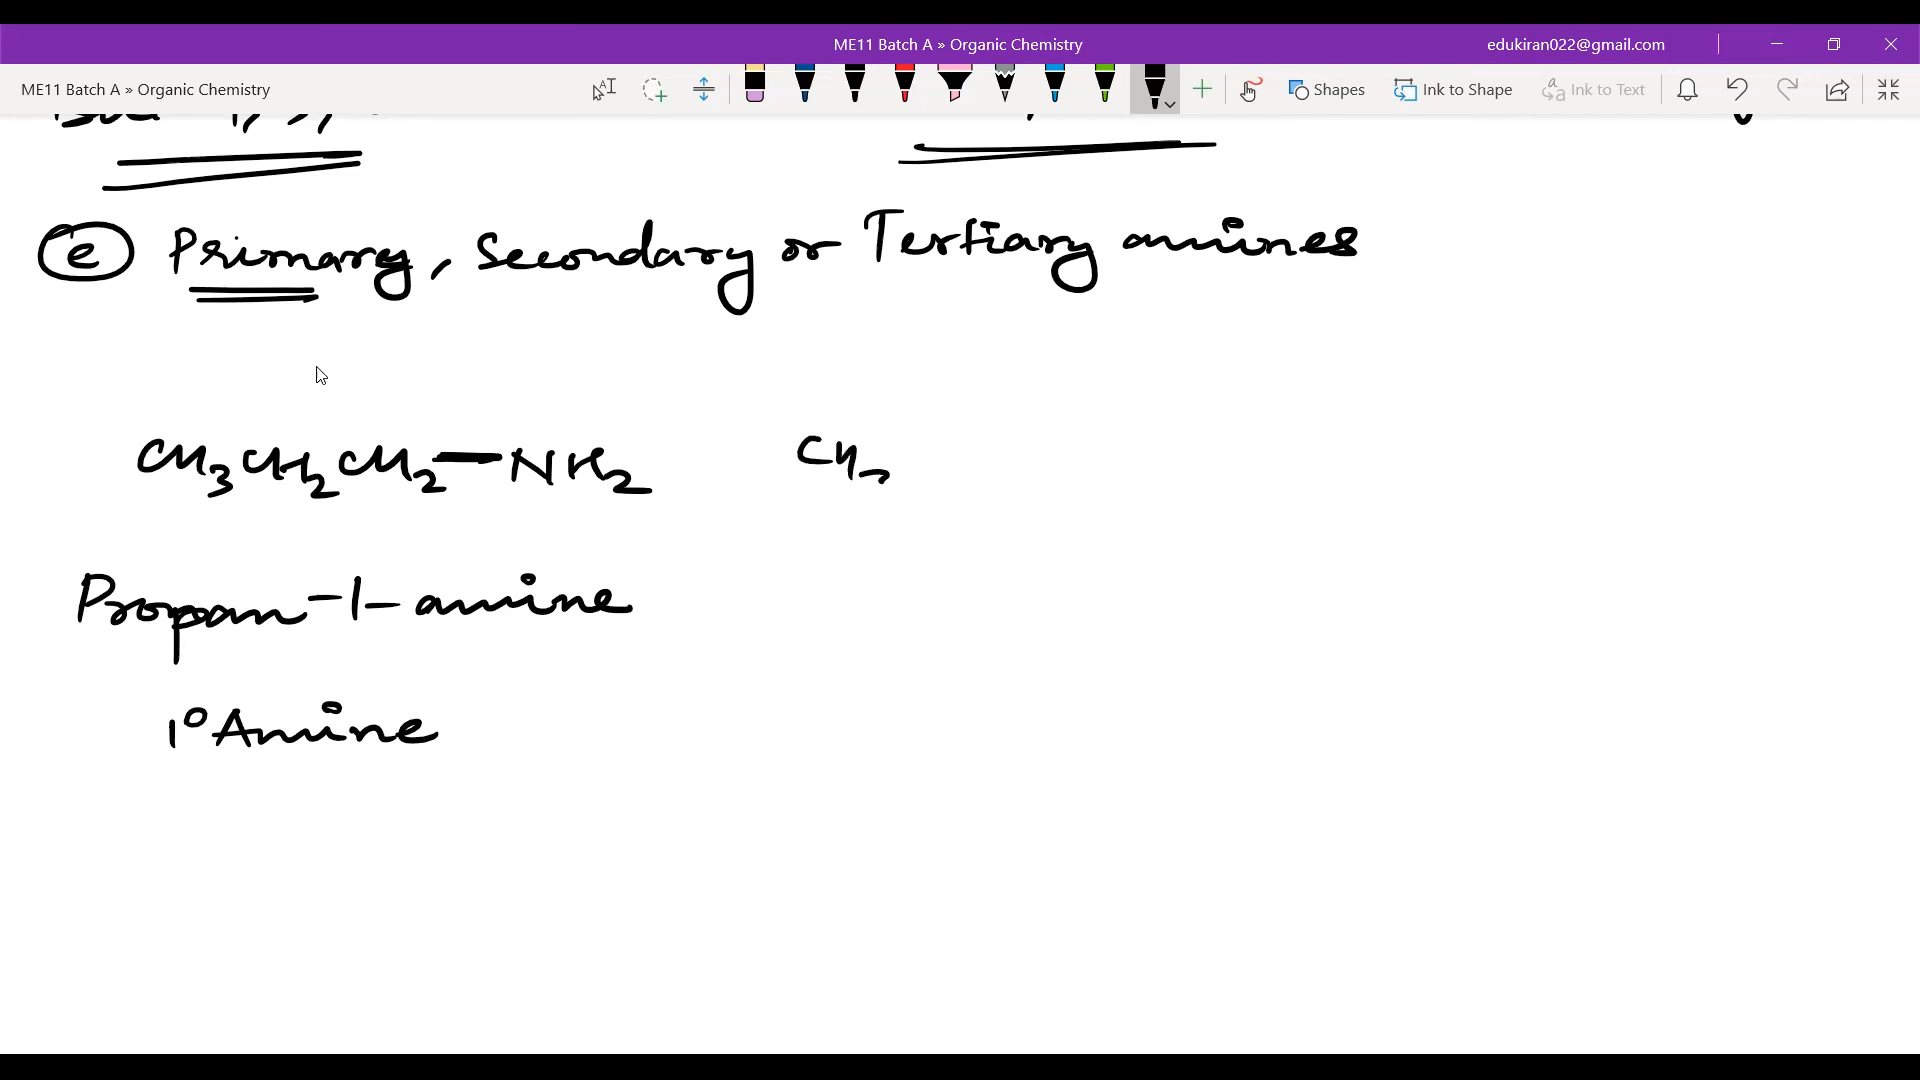 ME11 Batch A » Organic Chemistry
edukiran022@gmail.com
ME11 Batch A » Organic Chemistry
Shapes
Ink to Shape
Ink to Text
(e) Primary, Secondary or Tertiary amines
CH3CH2CH2—NH2
CH
Propan-1-amine
1° Amine